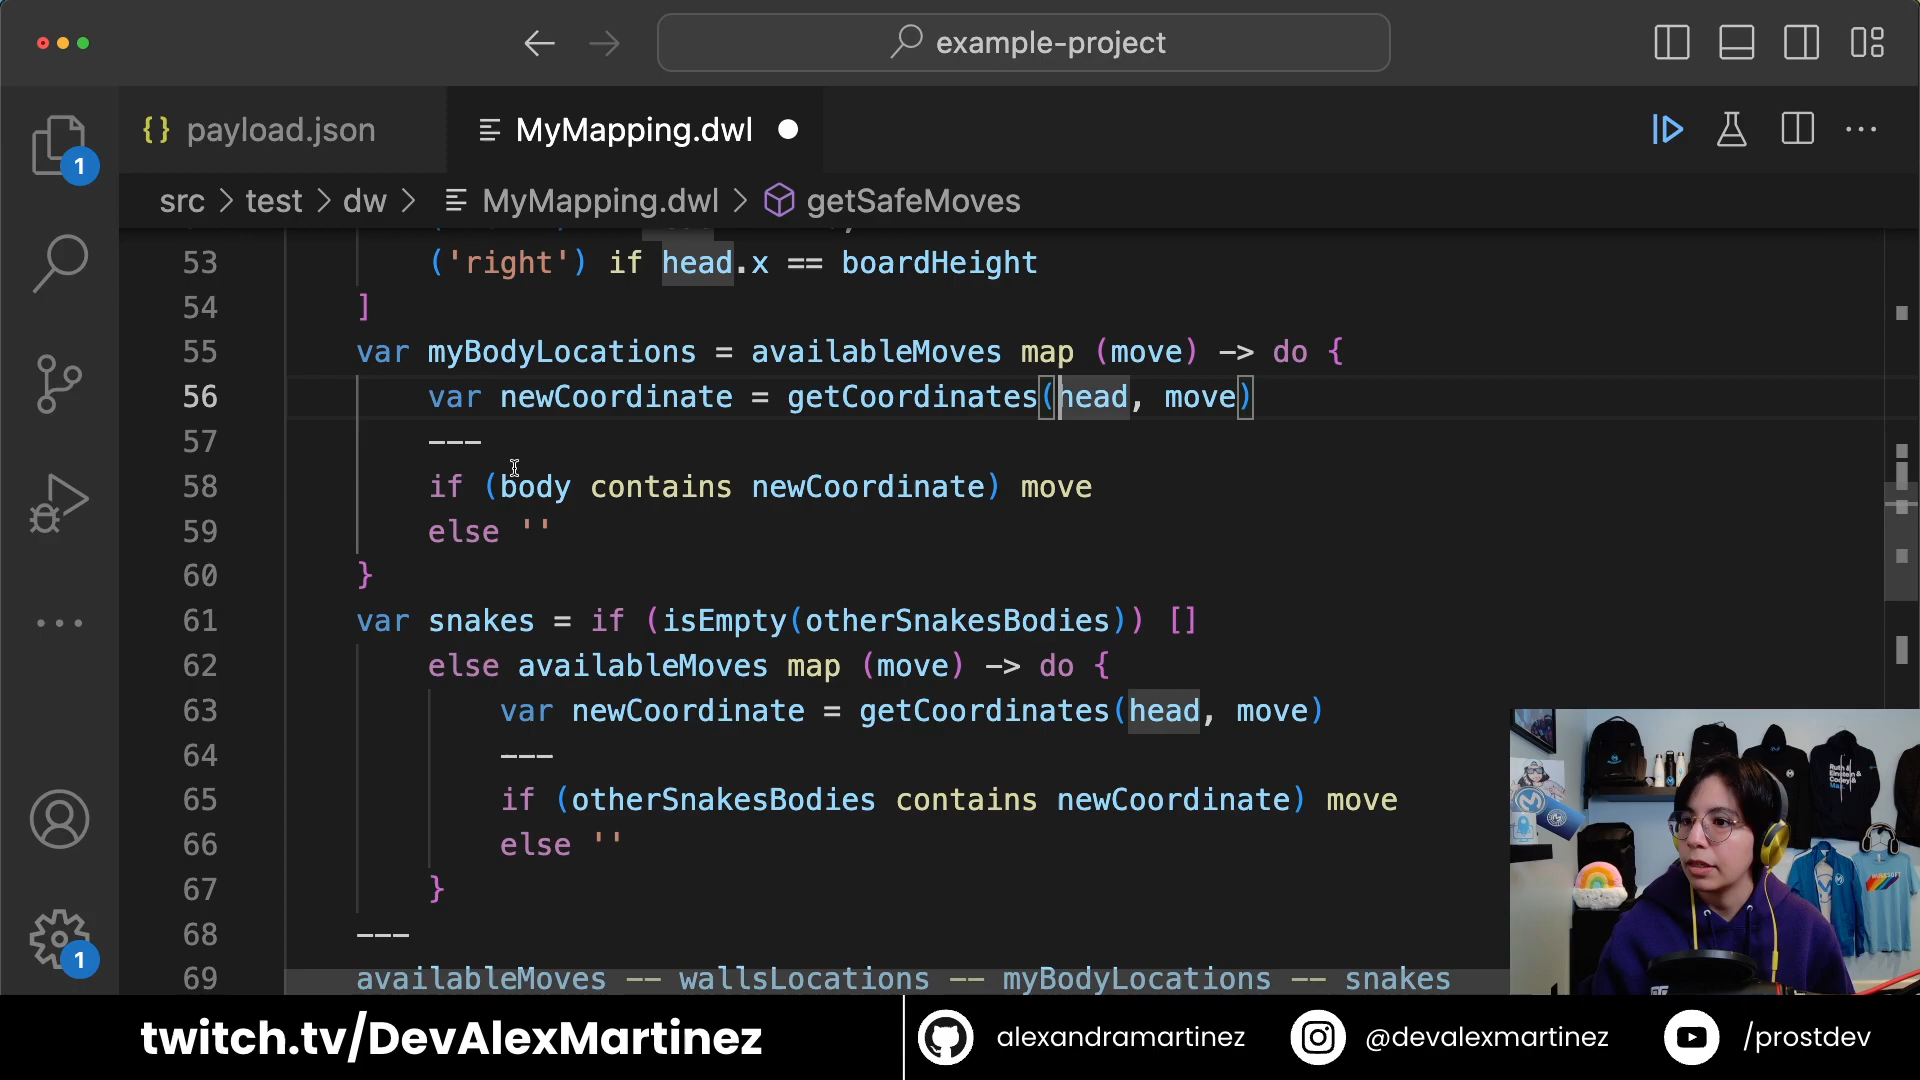 example-project
payload.json
MyMapping.dwl
1
src > test > dw > MyMapping.dwl > getSafeMoves
53 ('right') if head.x == boardHeight
54 ]
55 var myBodyLocations = availableMoves map (move) -> do {
56 var newCoordinate = getCoordinates(head, move)
57 ---
58 if (body contains newCoordinate) move
59 else ''
60 }
61 var snakes = if (isEmpty(otherSnakesBodies)) []
62 else availableMoves map (move) -> do {
63 var newCoordinate = getCoordinates(head, move)
64 ---
65 if (otherSnakesBodies contains newCoordinate) move
66 else ''
67 }
68 ---
69 availableMoves -- wallsLocations -- myBodyLocations -- snakes
1
twitch.tv/DevAlexMartinez
alexandramartinez
@devalexmartinez
/prostdev